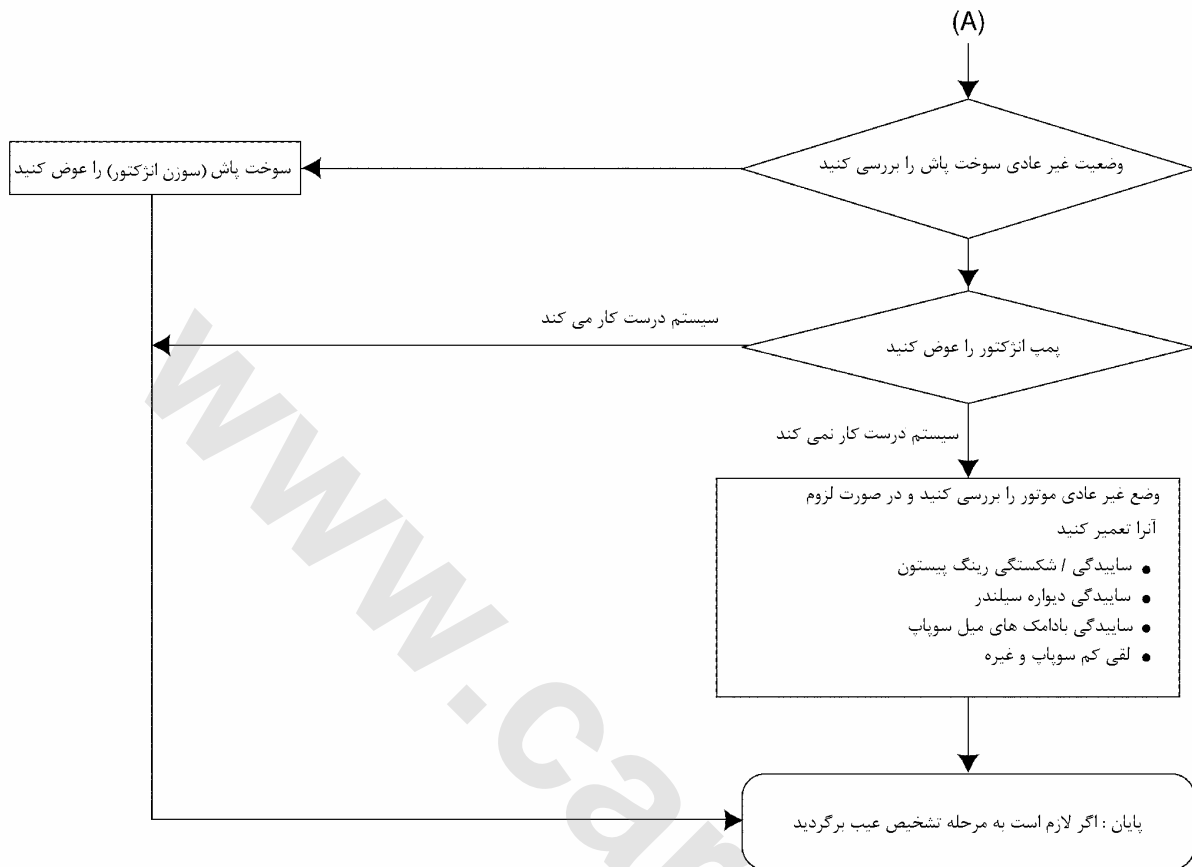 (A)
وضعیت غیر عادی سوخت پاش را بررسی کنید
سوخت پاش (سوزن انژکتور) را عوض کنید
سیستم درست کار می کند
پمپ انژکتور را عوض کنید
سیستم درست کار نمی کند
وضع غیر عادی موتور را بررسی کنید و در صورت لزوم
آنرا تعمیر کنید
● ساییدگی / شکستگی رینگ پیستون
● ساییدگی دیواره سیلندر
● ساییدگی بادامک های میل سوپاپ
● لقی کم سوپاپ و غیره
پایان : اگر لازم است به مرحله تشخیص عیب برگردید
www.car